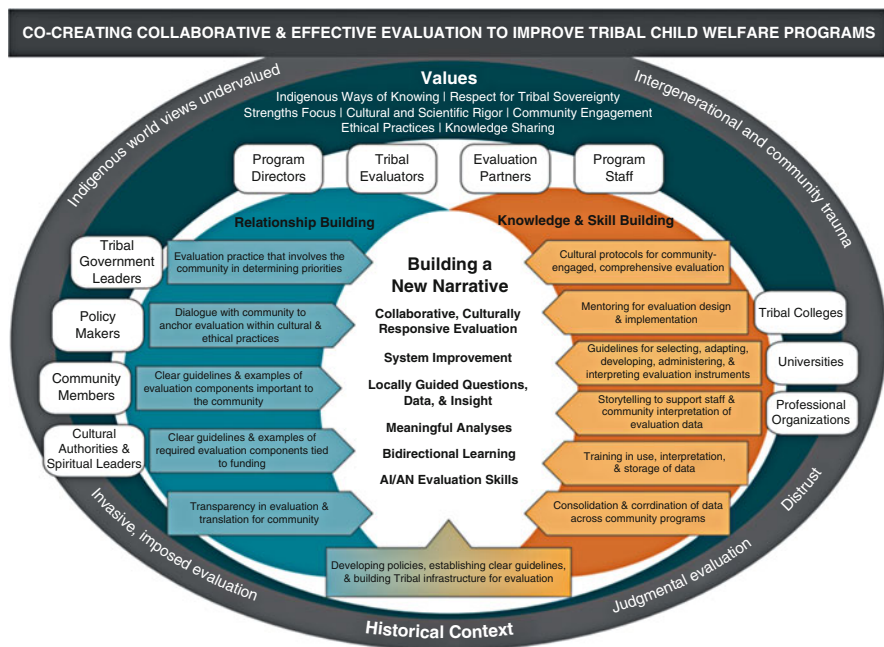 CO-CREATING COLLABORATIVE & EFFECTIVE EVALUATION TO IMPROVE TRIBAL CHILD WELFARE PROGRAMS
Indigenous world views undervalued
Intergenerational and community trauma
Values
Indigenous Ways of Knowing | Respect for Tribal Sovereignty
Strengths Focus | Cultural and Scientific Rigor | Community Engagement
Ethical Practices | Knowledge Sharing
Program
Directors
Tribal
Evaluators
Evaluation
Partners
Program
Staff
Relationship Building
Knowledge & Skill Building
Tribal
Government
Leaders
Policy
Makers
Community
Members
Cultural
Authorities &
Spiritual Leaders
Evaluation practice that involves the
community in determining priorities
Dialogue with community to
anchor evaluation within cultural &
ethical practices
Clear guidelines & examples of
evaluation components important to
the community
Clear guidelines & examples of
required evaluation components tied
to funding
Transparency in evaluation &
translation for community
Building a
New Narrative
Collaborative, Culturally
Responsive Evaluation
System Improvement
Locally Guided Questions,
Data, & Insight
Meaningful Analyses
Bidirectional Learning
AI/AN Evaluation Skills
Cultural protocols for community-
engaged, comprehensive evaluation
Mentoring for evaluation design
& implementation
Guidelines for selecting, adapting,
developing, administering, &
interpreting evaluation instruments
Storytelling to support staff &
community interpretation of
evaluation data
Training in use, interpretation,
& storage of data
Consolidation & corrdination of data
across community programs
Tribal Colleges
Universities
Professional
Organizations
Developing policies, establishing clear guidelines,
& building Tribal infrastructure for evaluation
Invasive, imposed evaluation
Historical Context
Judgmental evaluation
Distrust